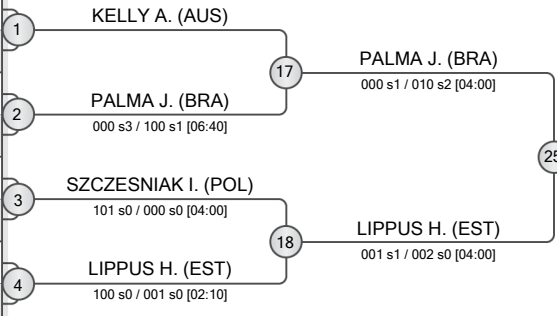 KELLY A. (AUS)
1
17
PALMA J. (BRA)
000 s1 / 010 s2 [04:00]
2
PALMA J. (BRA)
000 s3 / 100 s1 [06:40]
25
3
SZCZESNIAK I. (POL)
101 s0 / 000 s0 [04:00]
18
LIPPUS H. (EST)
001 s1 / 002 s0 [04:00]
4
LIPPUS H. (EST)
100 s0 / 001 s0 [02:10]